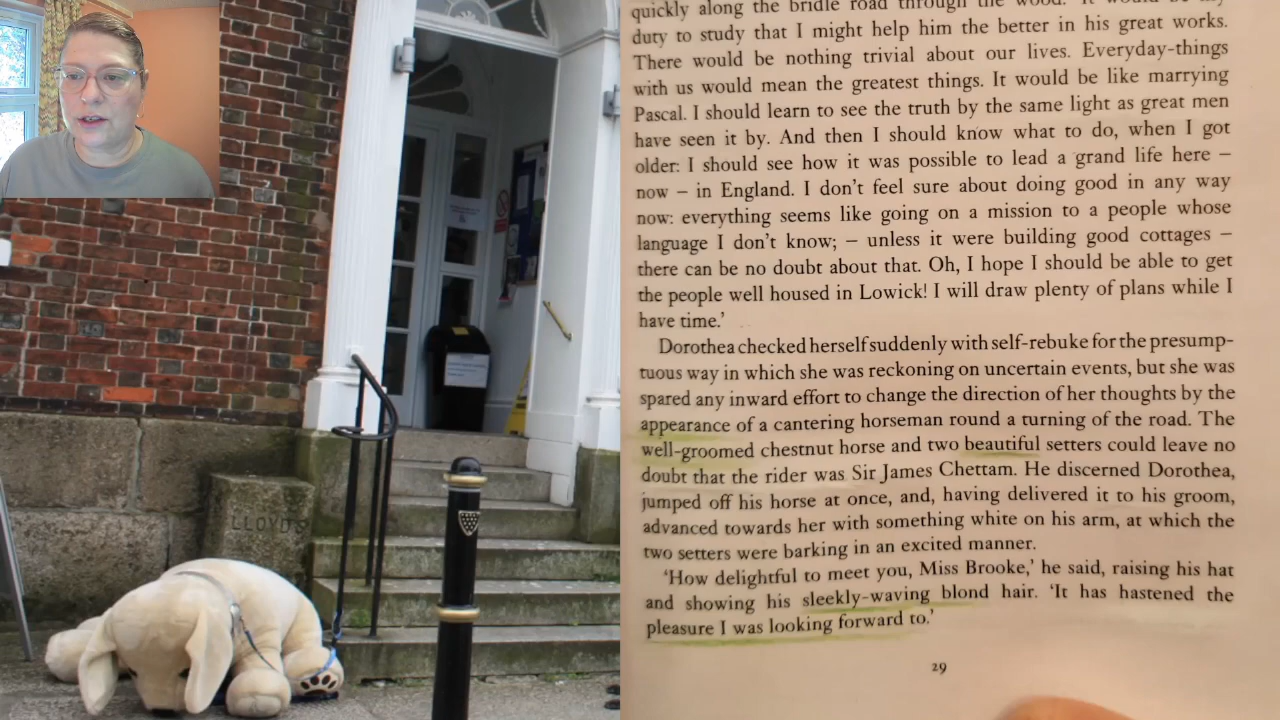 LLOYDS
quickly along the bridle road through the wood. 'It would be my
duty to study that I might help him the better in his great works.
There would be nothing trivial about our lives. Everyday-things
with us would mean the greatest things. It would be like marrying
Pascal. I should learn to see the truth by the same light as great men
have seen it by. And then I should know what to do, when I got
older: I should see how it was possible to lead a grand life here –
now – in England. I don't feel sure about doing good in any way
now: everything seems like going on a mission to a people whose
language I don't know; – unless it were building good cottages –
there can be no doubt about that. Oh, I hope I should be able to get
the people well housed in Lowick! I will draw plenty of plans while I
have time.'
Dorothea checked herself suddenly with self-rebuke for the presump-
tuous way in which she was reckoning on uncertain events, but she was
spared any inward effort to change the direction of her thoughts by the
appearance of a cantering horseman round a turning of the road. The
well-groomed chestnut horse and two beautiful setters could leave no
doubt that the rider was Sir James Chettam. He discerned Dorothea,
jumped off his horse at once, and, having delivered it to his groom,
advanced towards her with something white on his arm, at which the
two setters were barking in an excited manner.
'How delightful to meet you, Miss Brooke,' he said, raising his hat
and showing his sleekly-waving blond hair. 'It has hastened the
pleasure I was looking forward to.'
29